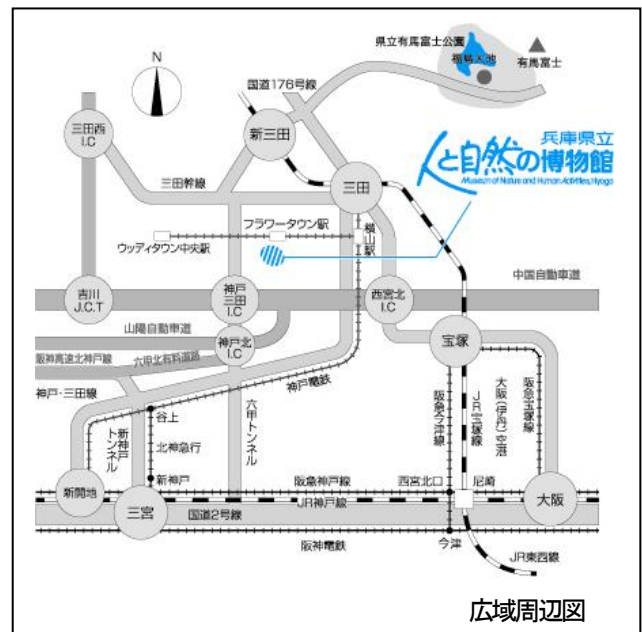 県立有馬富士公園
福島大池
有馬富士
N
国道176号線
三田西
I.C
新三田
兵庫県立
人と自然の博物館
Museum of Nature and Human Activities, Hyogo
三田
三田幹線
フラワータウン駅
横山駅
ウッディタウン中央駅
中国自動車道
吉川
J.C.T
神戸
三田
I.C
西宮北
I.C
山陽自動車道
神戸北
I.C
宝塚
阪神高速北神戸線
六甲北有料道路
神戸・三田線
神戸電鉄
谷上
新神戸
トンネル
北神急行
六甲トンネル
阪急今津線
JR宝塚線
大阪(伊丹)空港
阪急宝塚線
新神戸
新開地
阪急神戸線
西宮北口
尼崎
大阪
JR神戸線
三宮
国道2号線
阪神電鉄
今津
JR東西線
広域周辺図